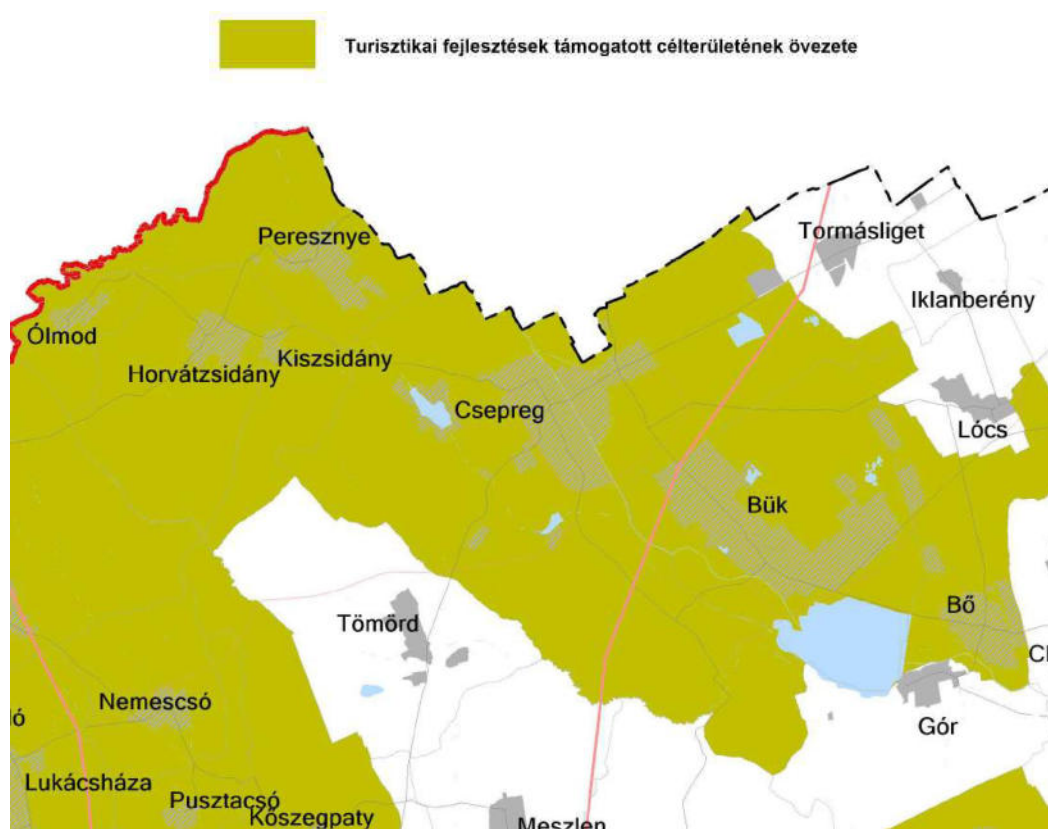 Turisztikai fejlesztések támogatott célterületének övezete
Peresznye
Tormásliget
Iklanberény
Ólmod
Horvátzsidány
Kiszsidány
Csepreg
Lócs
Bük
Tömörd
Bő
Nemescsó
Gór
Lukácsháza
Pusztacsó
Kőszegpaty
Meszlen